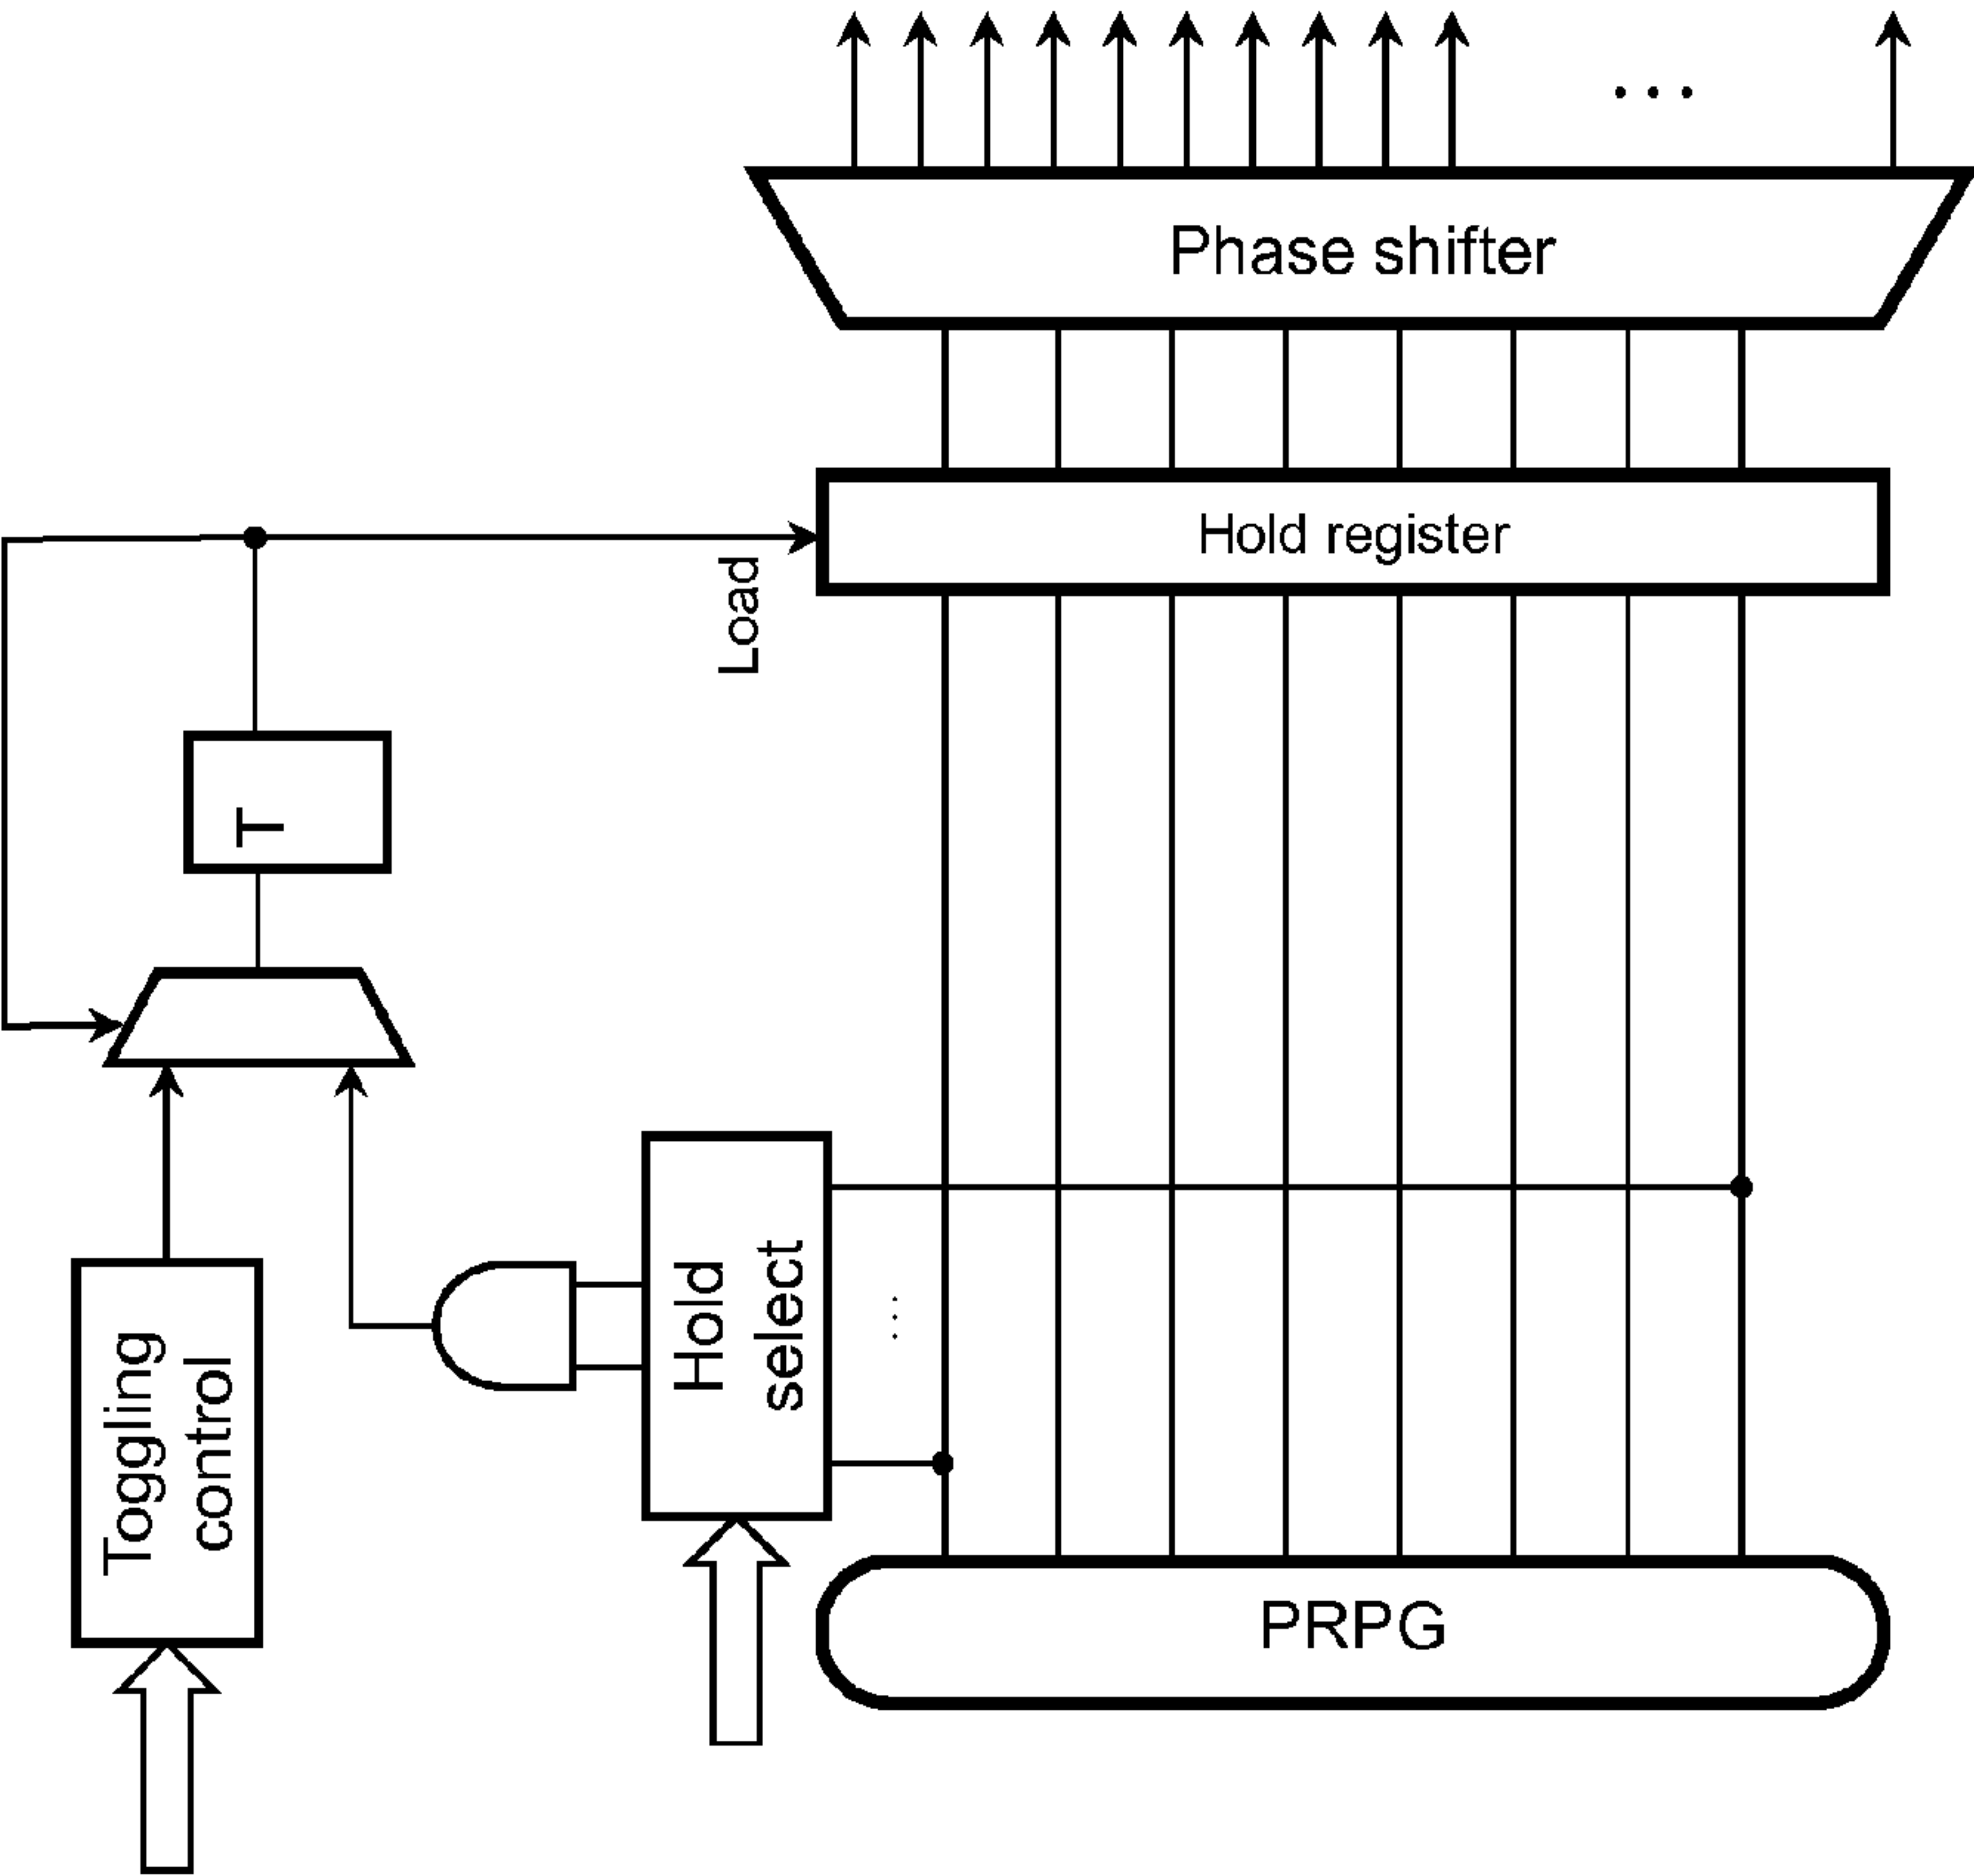 Phase shifter
Hold register
Load
T
Hold
select
Toggling
control
PRPG